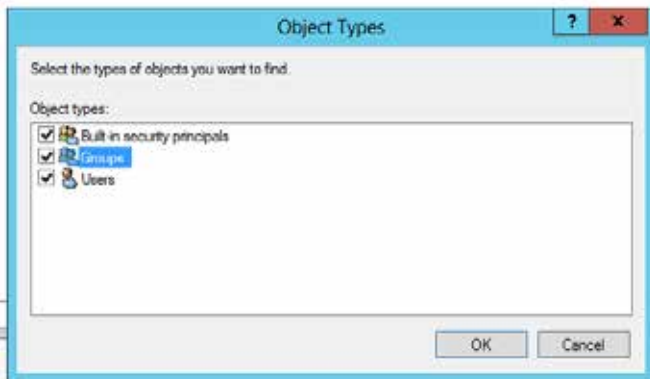 Object Types
?
x
Select the types of objects you want to find.
Object types:
Built-in security principals
Groups
Users
OK
Cancel